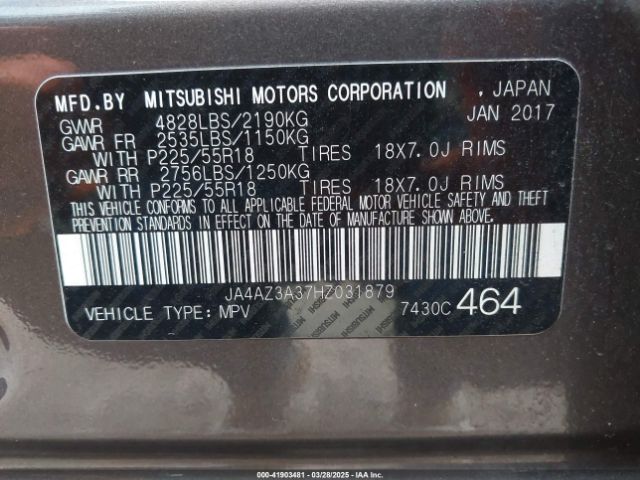 MFD.BY MITSUBISHI MOTORS CORPORATION , JAPAN
GVWR 4828LBS/2190KG JAN 2017
GAWR FR 2535LBS/1150KG
WITH P225/55R18 TIRES 18X7.0J RIMS
GAWR RR 2756LBS/1250KG
WITH P225/55R18 TIRES 18X7.0J RIMS
THIS VEHICLE CONFORMS TO ALL APPLICABLE FEDERAL MOTOR VEHICLE SAFETY AND THEFT
PREVENTION STANDARDS IN EFFECT ON THE DATE OF MANUFACTURE SHOWN ABOVE.
JA4AZ3A37HZ031879
VEHICLE TYPE: MPV 7430C 464
© IAA - 41903481 - 03/28/2025 - IAAI.COM